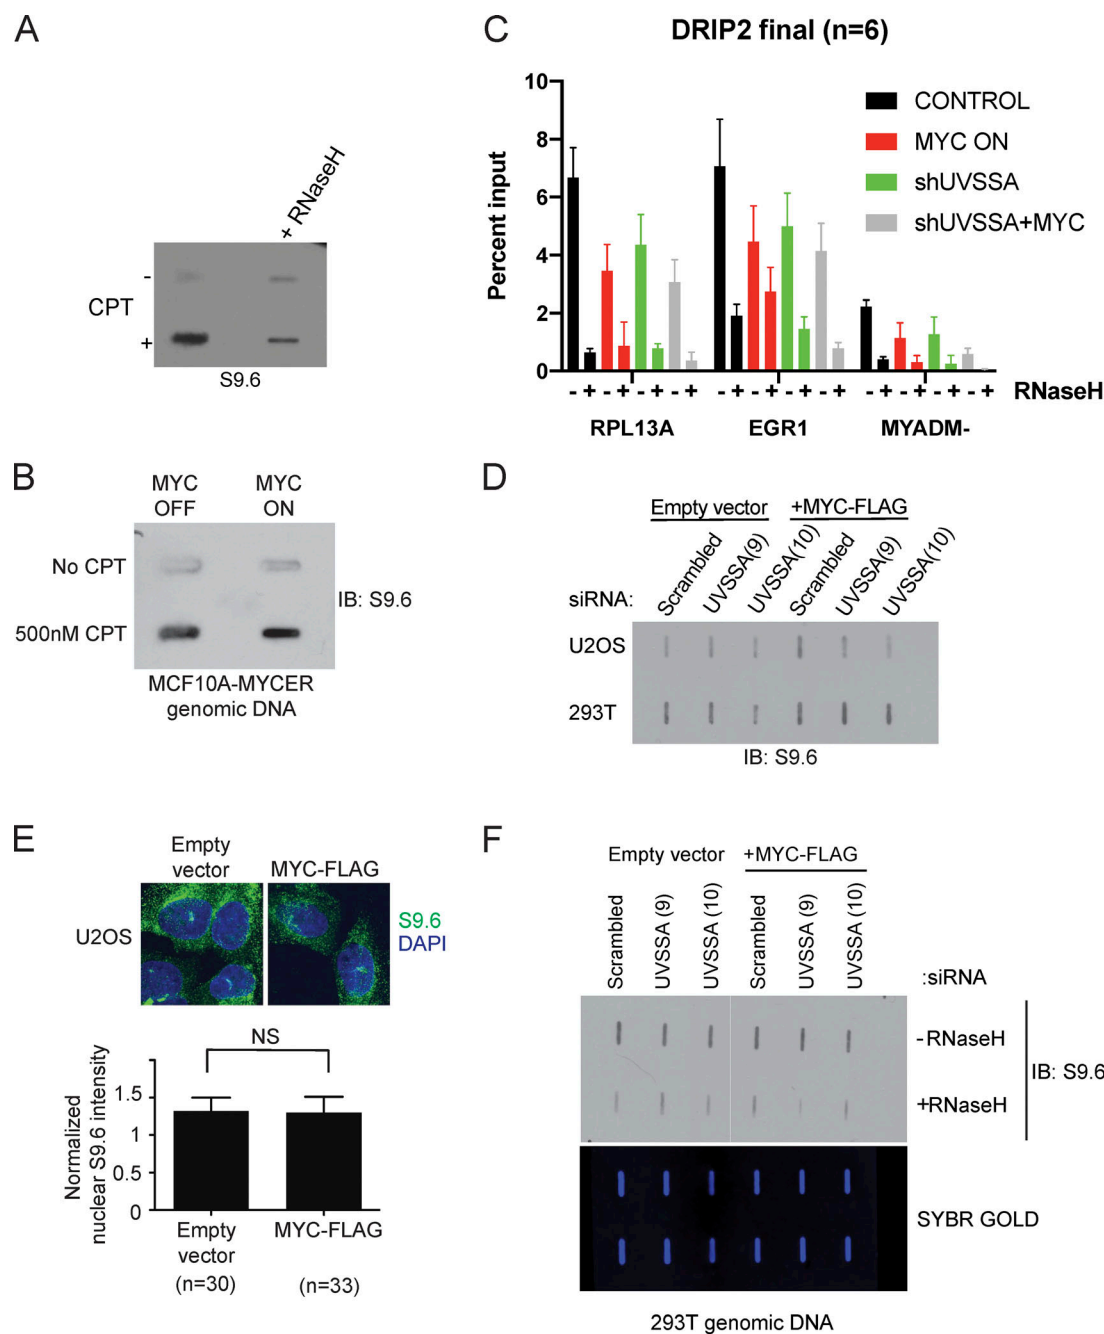 A
+ RNaseH
-
CPT
+
S9.6
C
DRIP2 final (n=6)
10
8
6
4
2
0
Percent input
CONTROL
MYC ON
shUVSSA
shUVSSA+MYC
- + - + - + - + - + - + - + - + - + - + - + - + RNaseH
RPL13A EGR1 MYADM-
B
MYC OFF
MYC ON
No CPT
500nM CPT
IB: S9.6
MCF10A-MYCER
genomic DNA
D
Empty vector +MYC-FLAG
siRNA: Scrambled UVSSA(9) UVSSA(10) Scrambled UVSSA(9) UVSSA(10)
U2OS
293T
IB: S9.6
E
Empty vector
MYC-FLAG
U2OS
S9.6
DAPI
NS
Normalized
nuclear S9.6 intensity
1.5
1
0.5
0
Empty vector
MYC-FLAG
(n=30) (n=33)
F
Empty vector +MYC-FLAG
Scrambled UVSSA (9) UVSSA (10) Scrambled UVSSA (9) UVSSA (10)
:siRNA
-RNaseH
+RNaseH
IB: S9.6
SYBR GOLD
293T genomic DNA